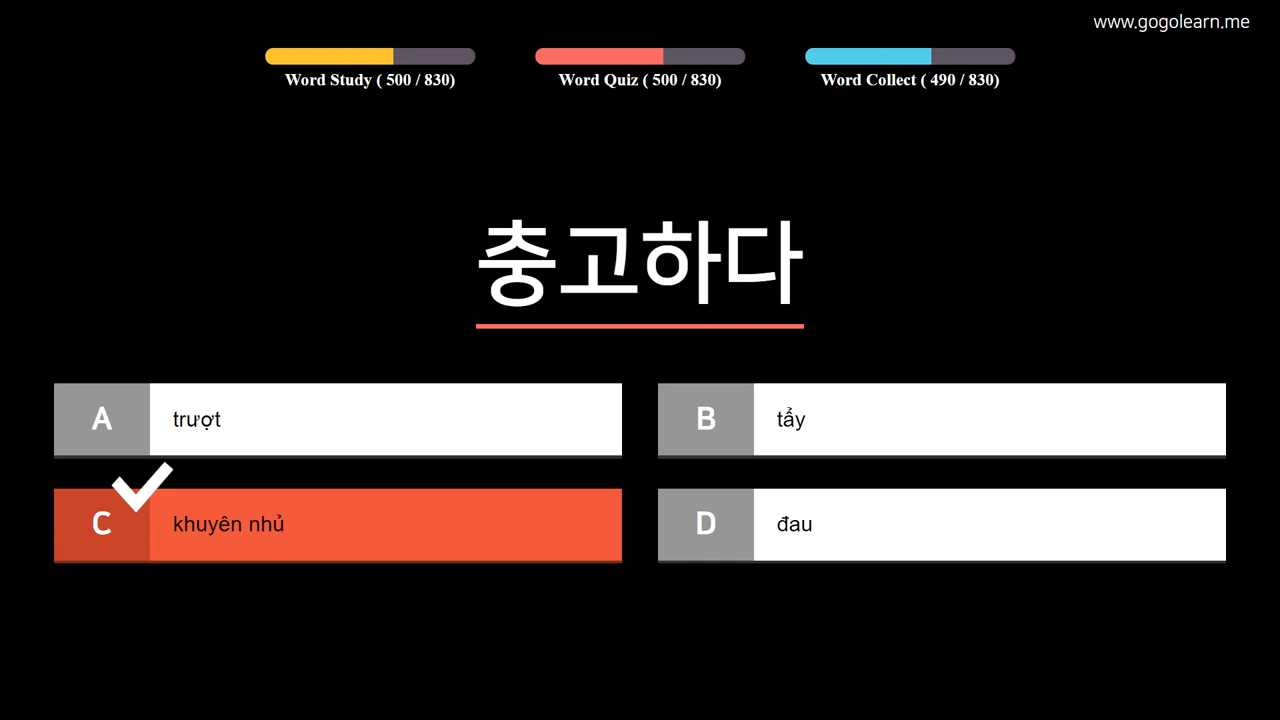 www.gogolearn.me
Word Study ( 500 / 830)
Word Quiz ( 500 / 830)
Word Collect ( 490 / 830)
충고하다
A trượt
B tẩy
C khuyên nhủ
D đau